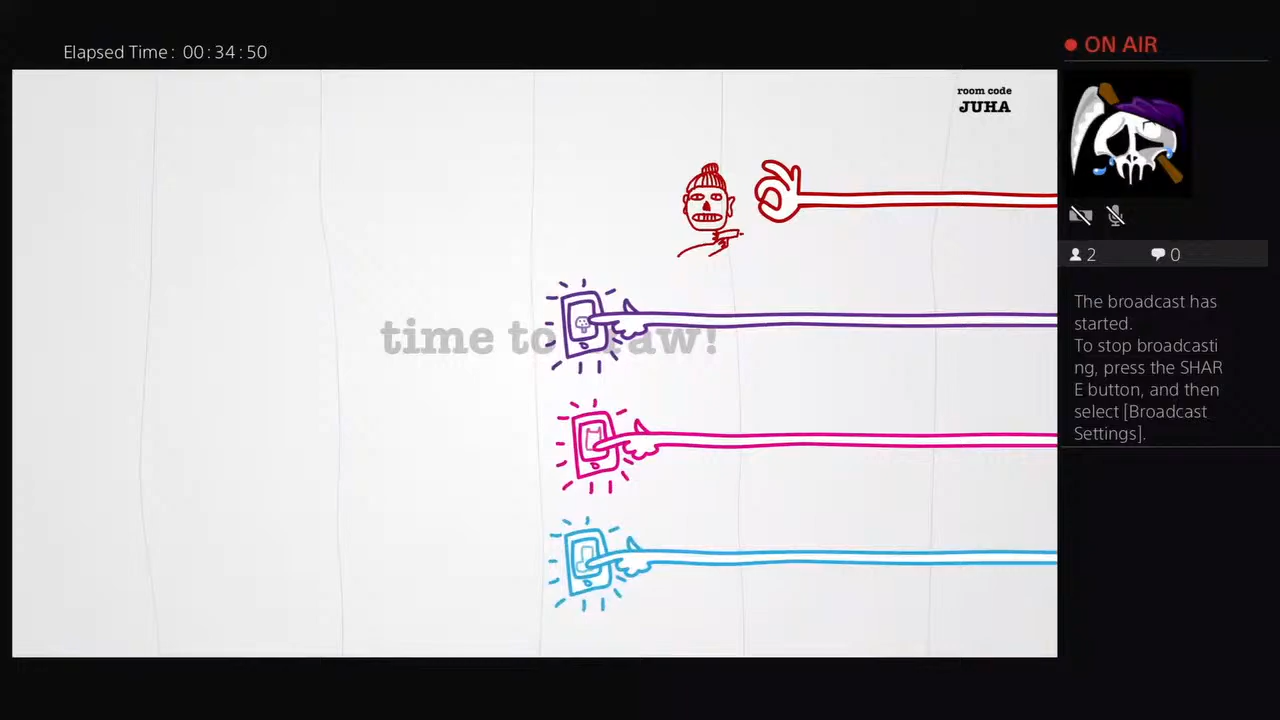 Elapsed Time: 00:34:50
ON AIR
room code
JUHA
2
0
time to draw!
The broadcast has
started.
To stop broadcasti
ng, press the SHAR
E button, and then
select [Broadcast
Settings].